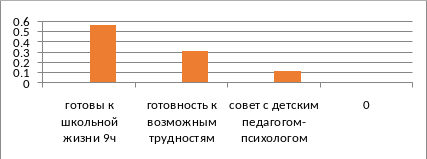 0.6
0.5
0.4
0.3
0.2
0.1
0
готовы к школьной жизни 9ч
готовность к возможным трудностям
совет с детским педагогом-психологом
0